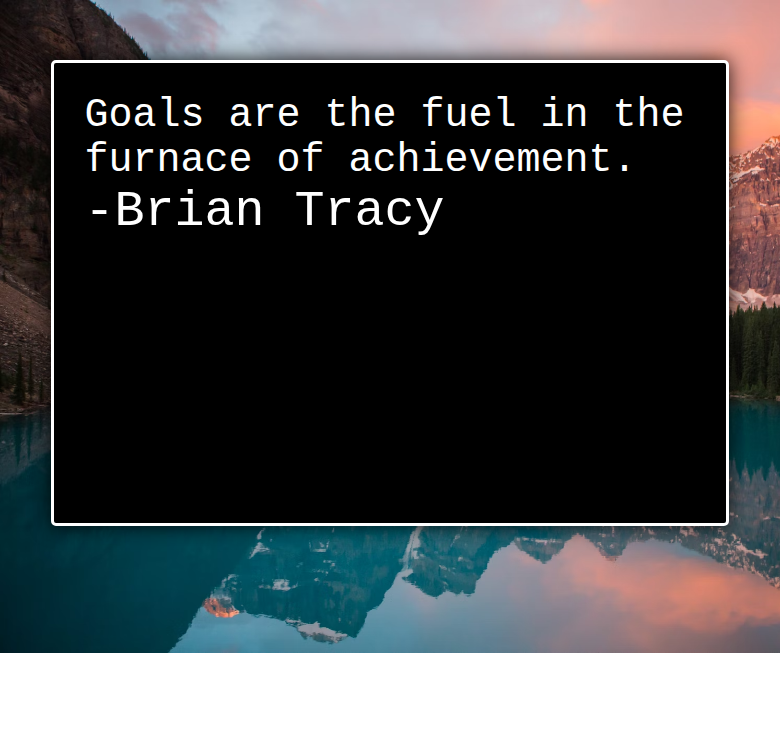 Goals are the fuel in the
furnace of achievement.
-Brian Tracy